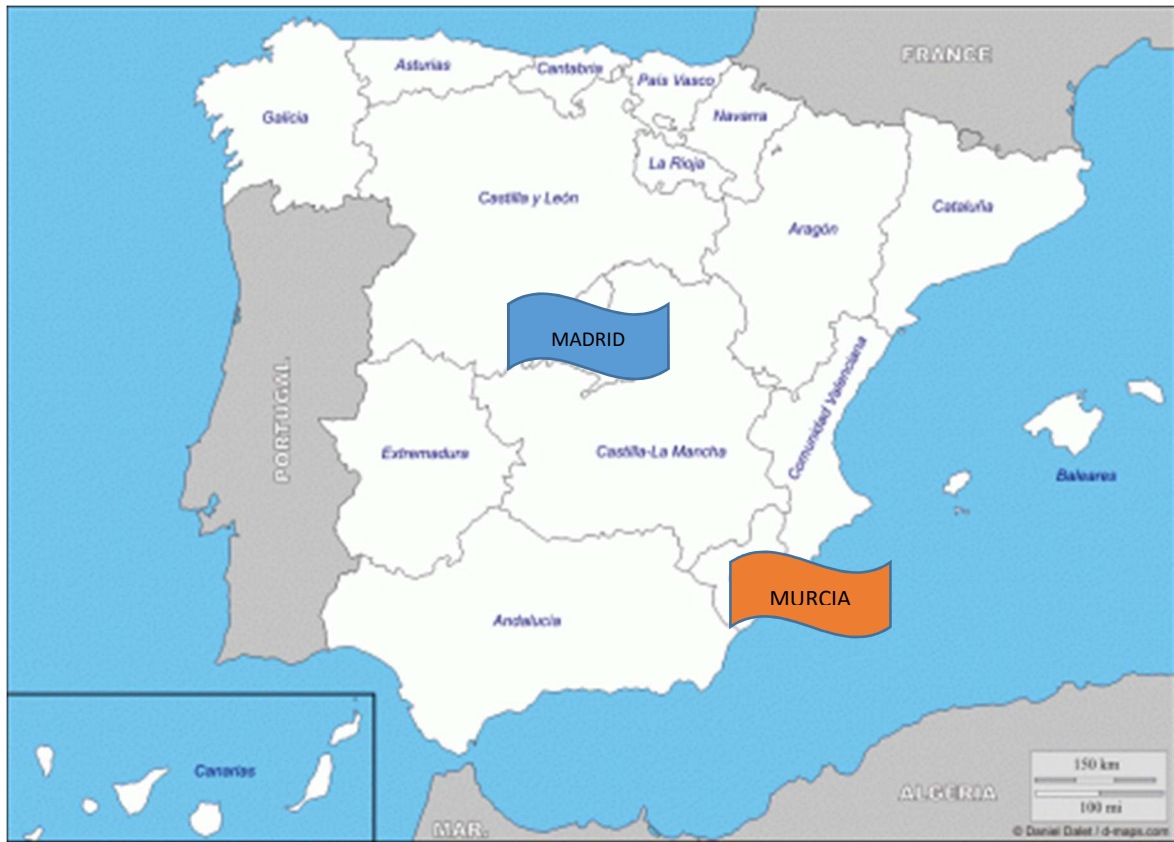 FRANCE
Asturias
Cantabria
País Vasco
Navarra
Galicia
La Rioja
Castilla y León
Cataluña
Aragón
MADRID
PORTUGAL
Comunidad Valenciana
Extremadura
Castilla-La Mancha
Baleares
MURCIA
Andalucia
Canarias
150 km
100 mi
ALGERIA
MAR.
© Daniel Dalet / d-maps.com